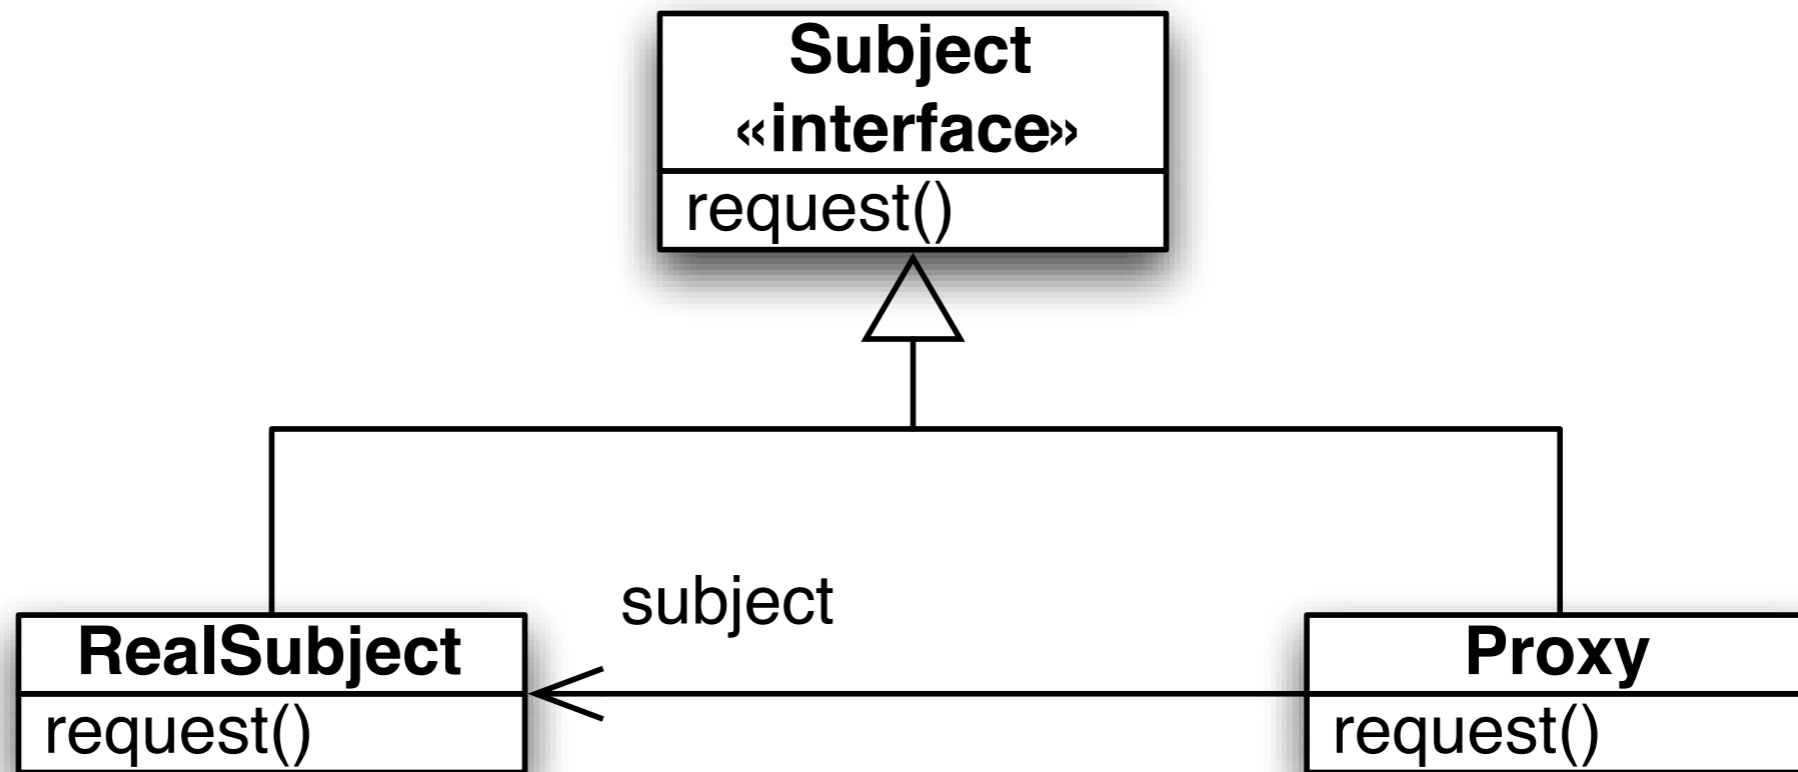 Subject
«interface»
request()
subject
RealSubject
request()
Proxy
request()